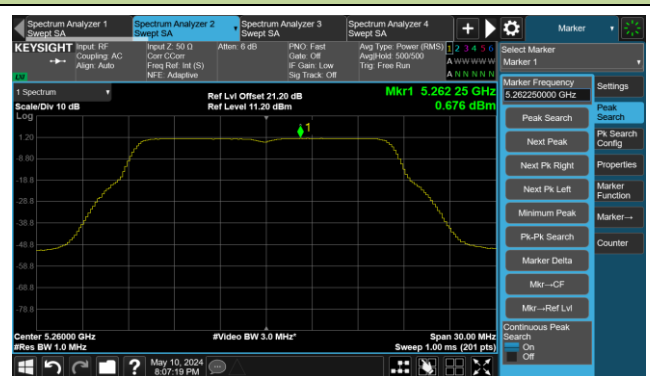 Spectrum Analyzer 1
Swept SA
Spectrum Analyzer 2
Swept SA
Spectrum Analyzer 3
Swept SA
Spectrum Analyzer 4
Swept SA
+
Marker
KEYSIGHT
Input: RF
Coupling: AC
Align: Auto
Input Z: 50 Ω
Corr CCorr
Freq Ref: Int (S)
NFE: Adaptive
Atten: 6 dB
PNO: Fast
Gate: Off
IF Gain: Low
Sig Track: Off
Avg Type: Power (RMS)
Avg|Hold: 500/500
Trig: Free Run
1 2 3 4 5 6
A W W W W W
A N N N N N
LV
Select Marker
Marker 1
1 Spectrum
Scale/Div 10 dB
Log
Ref Lvl Offset 21.20 dB
Ref Level 11.20 dBm
Mkr1 5.262 25 GHz
0.676 dBm
1
1.20
-8.80
-18.8
-28.8
-38.8
-48.8
-58.8
-68.8
-78.8
Center 5.26000 GHz
#Res BW 1.0 MHz
#Video BW 3.0 MHz*
Span 30.00 MHz
Sweep 1.00 ms (201 pts)
Marker Frequency
5.262250000 GHz
Peak Search
Next Peak
Next Pk Right
Next Pk Left
Minimum Peak
Pk-Pk Search
Marker Delta
Mkr→CF
Mkr→Ref Lvl
Continuous Peak
Search
On
Off
Settings
Peak
Search
Pk Search
Config
Properties
Marker
Function
Marker→
Counter
?
May 10, 2024
8:07:19 PM